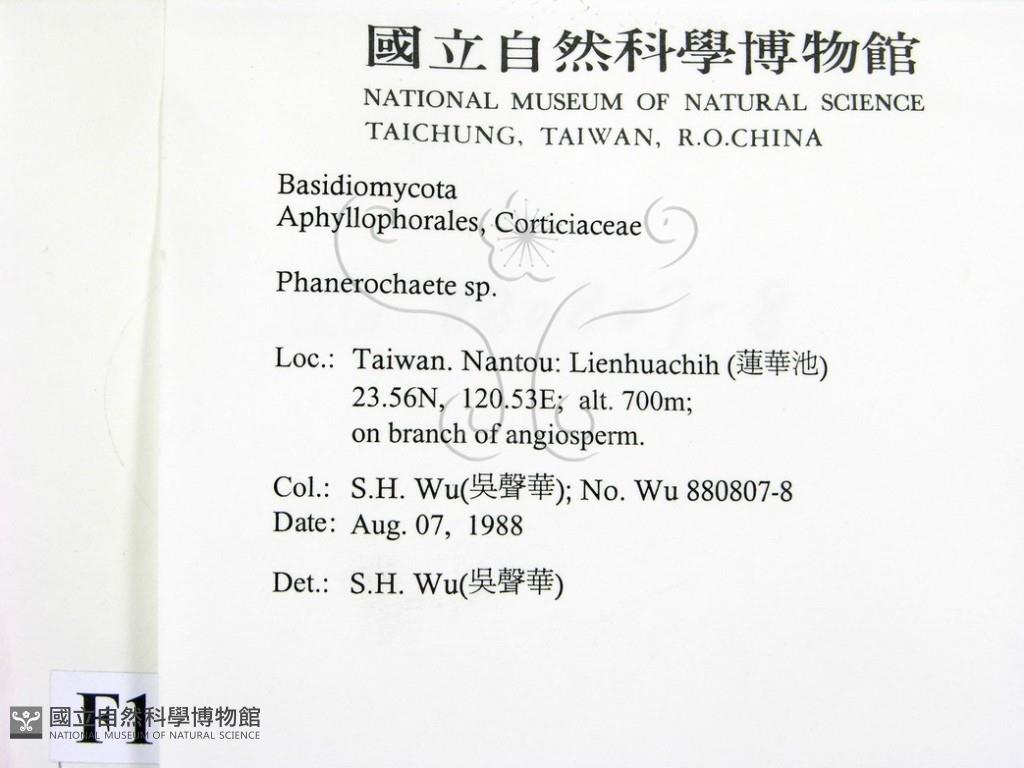 國立自然科學博物館
NATIONAL MUSEUM OF NATURAL SCIENCE
TAICHUNG, TAIWAN, R.O.CHINA
Basidiomycota
Aphyllophorales, Corticiaceae
Phanerochaete sp.
Loc.: Taiwan. Nantou: Lienhuachih (蓮華池)
23.56N, 120.53E; alt. 700m;
on branch of angiosperm.
Col.: S.H. Wu(吳聲華); No. Wu 880807-8
Date: Aug. 07, 1988
Det.: S.H. Wu(吳聲華)
F1
國立自然科學博物館
NATIONAL MUSEUM OF NATURAL SCIENCE